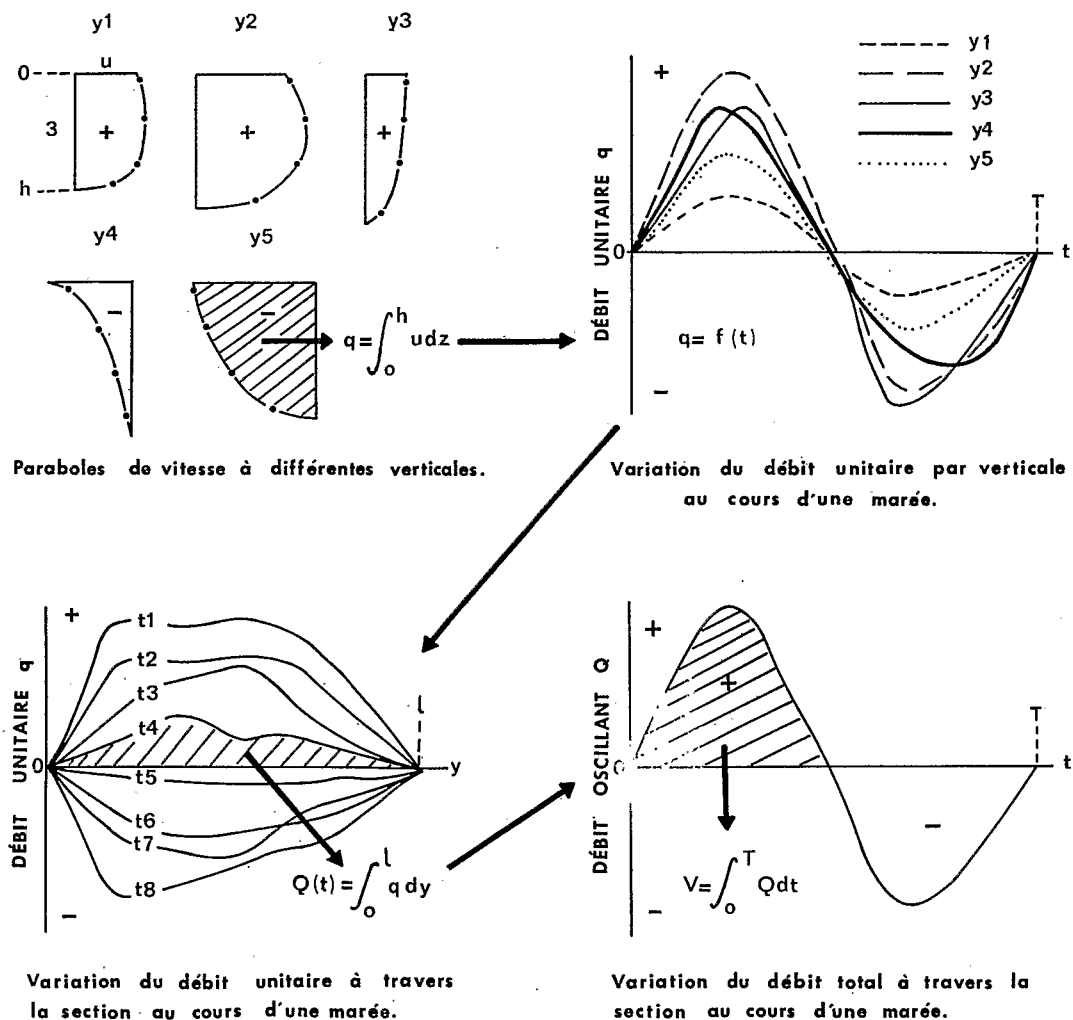 y1
y2
y3
0
u
3
h
+
+
+
y4
y5
−
−
q=∫₀ʰ udz
Paraboles de vitesse à différentes verticales.
y1
y2
y3
y4
y5
+
DÉBIT UNITAIRE q
0
T
t
q= f (t)
−
Variation du débit unitaire par verticale
au cours d'une marée.
+
DÉBIT UNITAIRE q
t1
t2
t3
t4
l
0
y
t5
t6
t7
t8
−
Q(t)=∫₀ˡ qdy
Variation du débit unitaire à travers
la section au cours d'une marée.
+
DÉBIT OSCILLANT Q
+
T
0
t
−
V=∫₀ᵀ Qdt
−
Variation du débit total à travers la
section au cours d'une marée.